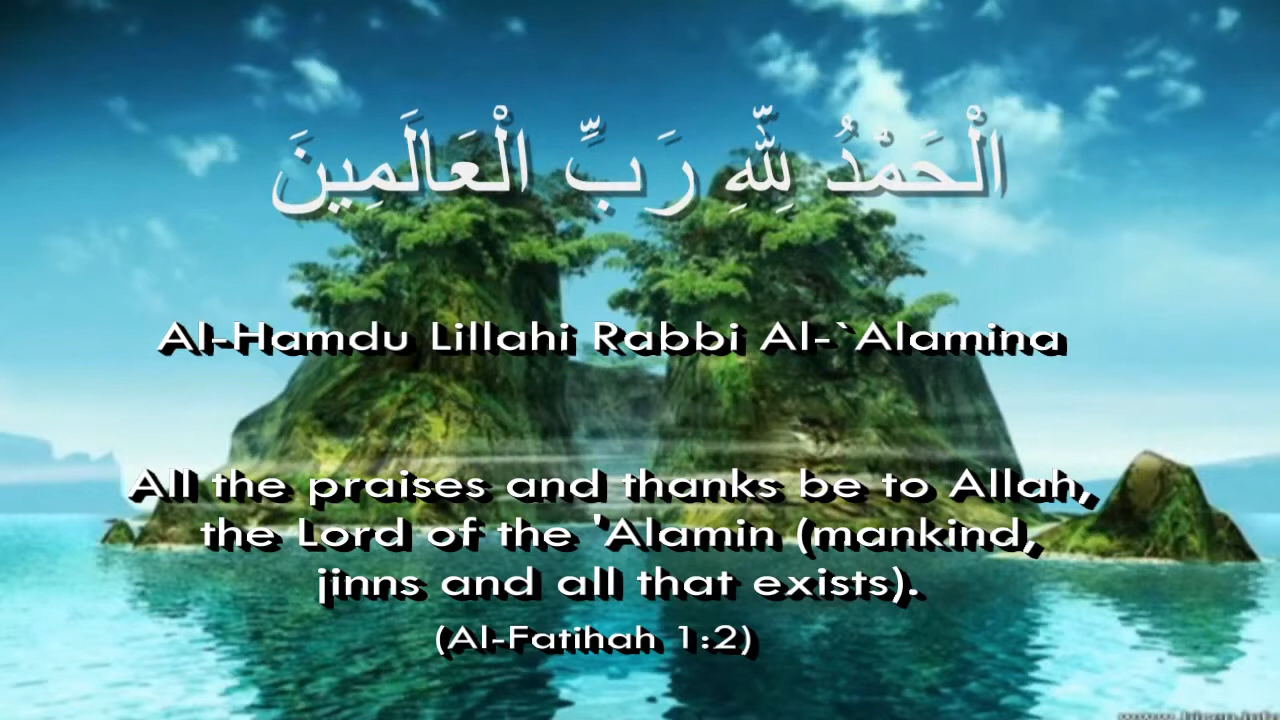 الْحَمْدُ لِلَّهِ رَبِّ الْعَالَمِينَ
Al-Hamdu Lillahi Rabbi Al-`Alamina
All the praises and thanks be to Allah,
the Lord of the 'Alamin (mankind,
jinns and all that exists).
(Al-Fatihah 1:2)